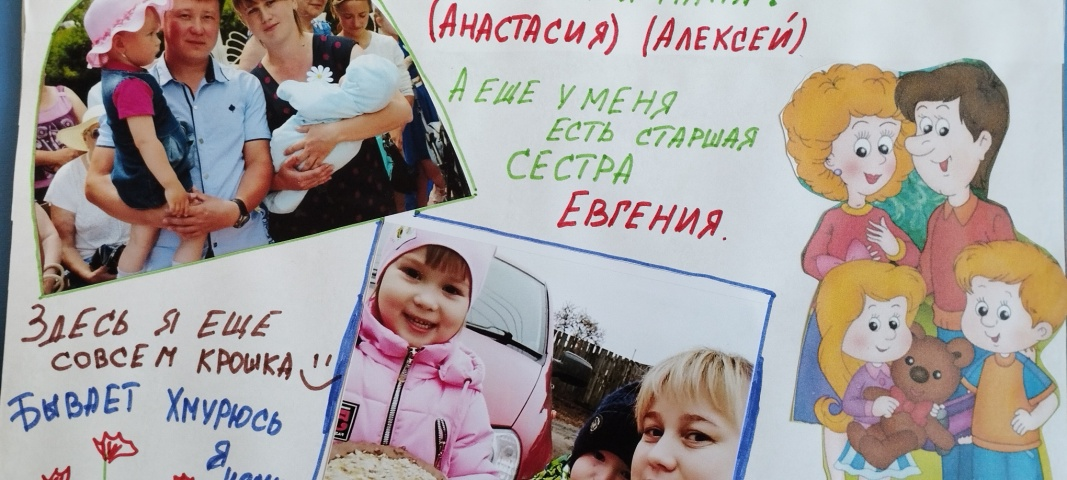 (АНАСТАСИЯ) (АЛЕКСЕЙ)
А ЕЩЕ У МЕНЯ
ЕСТЬ СТАРШАЯ
СЕСТРА
ЕВГЕНИЯ.
ЗДЕСЬ Я ЕЩЕ
СОВСЕМ КРОШКА
БЫВАЕТ ХМУРЮСЬ
Я